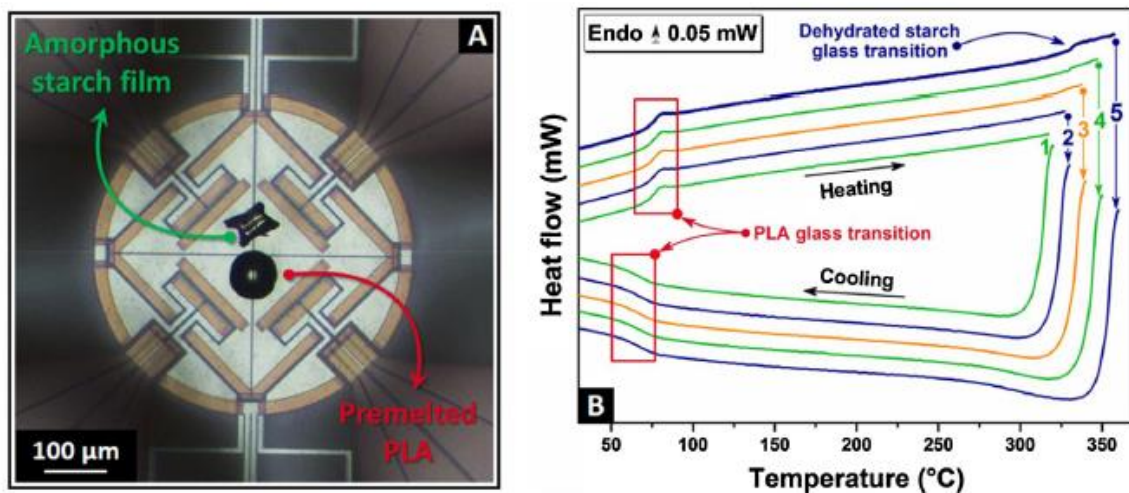 A
Amorphous
starch film
Premelted
PLA
100 µm
Endo 0.05 mW
Dehydrated starch
glass transition
1
2
3
4
5
Heating
PLA glass transition
Cooling
Heat flow (mW)
B
50 100 150 200 250 300 350
Temperature (°C)